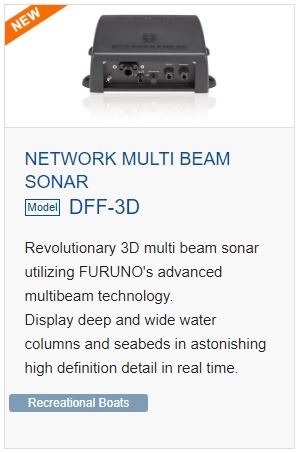 NEW
FURUNO
NETWORK MULTI BEAM
SONAR
Model DFF-3D
Revolutionary 3D multi beam sonar
utilizing FURUNO's advanced
multibeam technology.
Display deep and wide water
columns and seabeds in astonishing
high definition detail in real time.
Recreational Boats